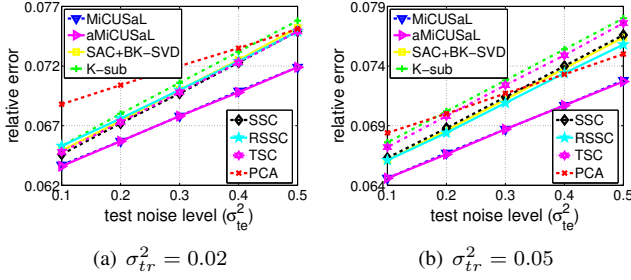 0.077
0.072
0.067
0.062
relative error
MiCUSaL
aMiCUSaL
SAC+BK−SVD
K−sub
SSC
RSSC
TSC
PCA
0.1 0.2 0.3 0.4 0.5
test noise level (σ²te)
(a) σ²tr = 0.02
0.079
0.074
0.069
0.064
relative error
MiCUSaL
aMiCUSaL
SAC+BK−SVD
K−sub
SSC
RSSC
TSC
PCA
0.1 0.2 0.3 0.4 0.5
test noise level (σ²te)
(b) σ²tr = 0.05